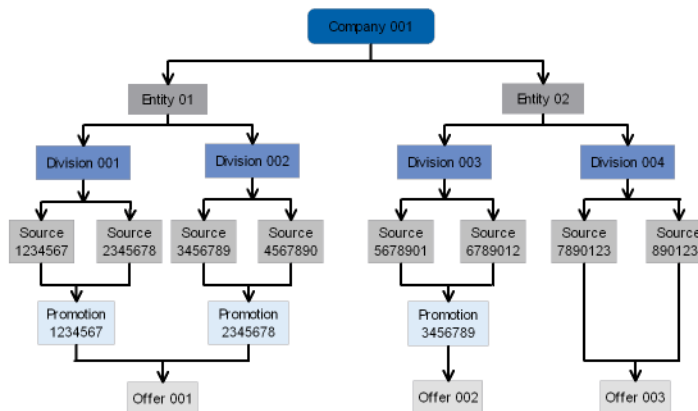 Company 001
Entity 01
Entity 02
Division 001
Division 002
Division 003
Division 004
Source
1234567
Source
2345678
Source
3456789
Source
4567890
Source
5678901
Source
6789012
Source
7890123
Source
890123
Promotion
1234567
Promotion
2345678
Promotion
3456789
Offer 001
Offer 002
Offer 003